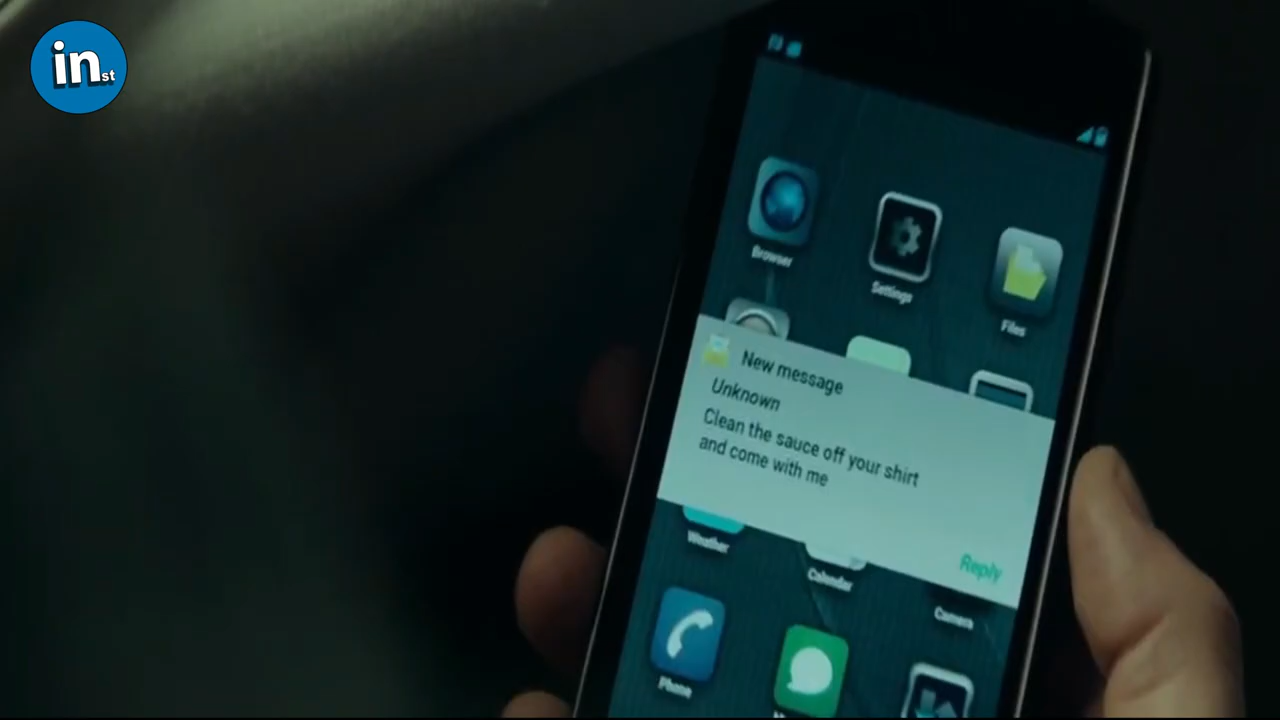 in st
Browser
Settings
Files
New message
Unknown
Clean the sauce off your shirt
and come with me
Reply
Weather
Calendar
Camera
Phone